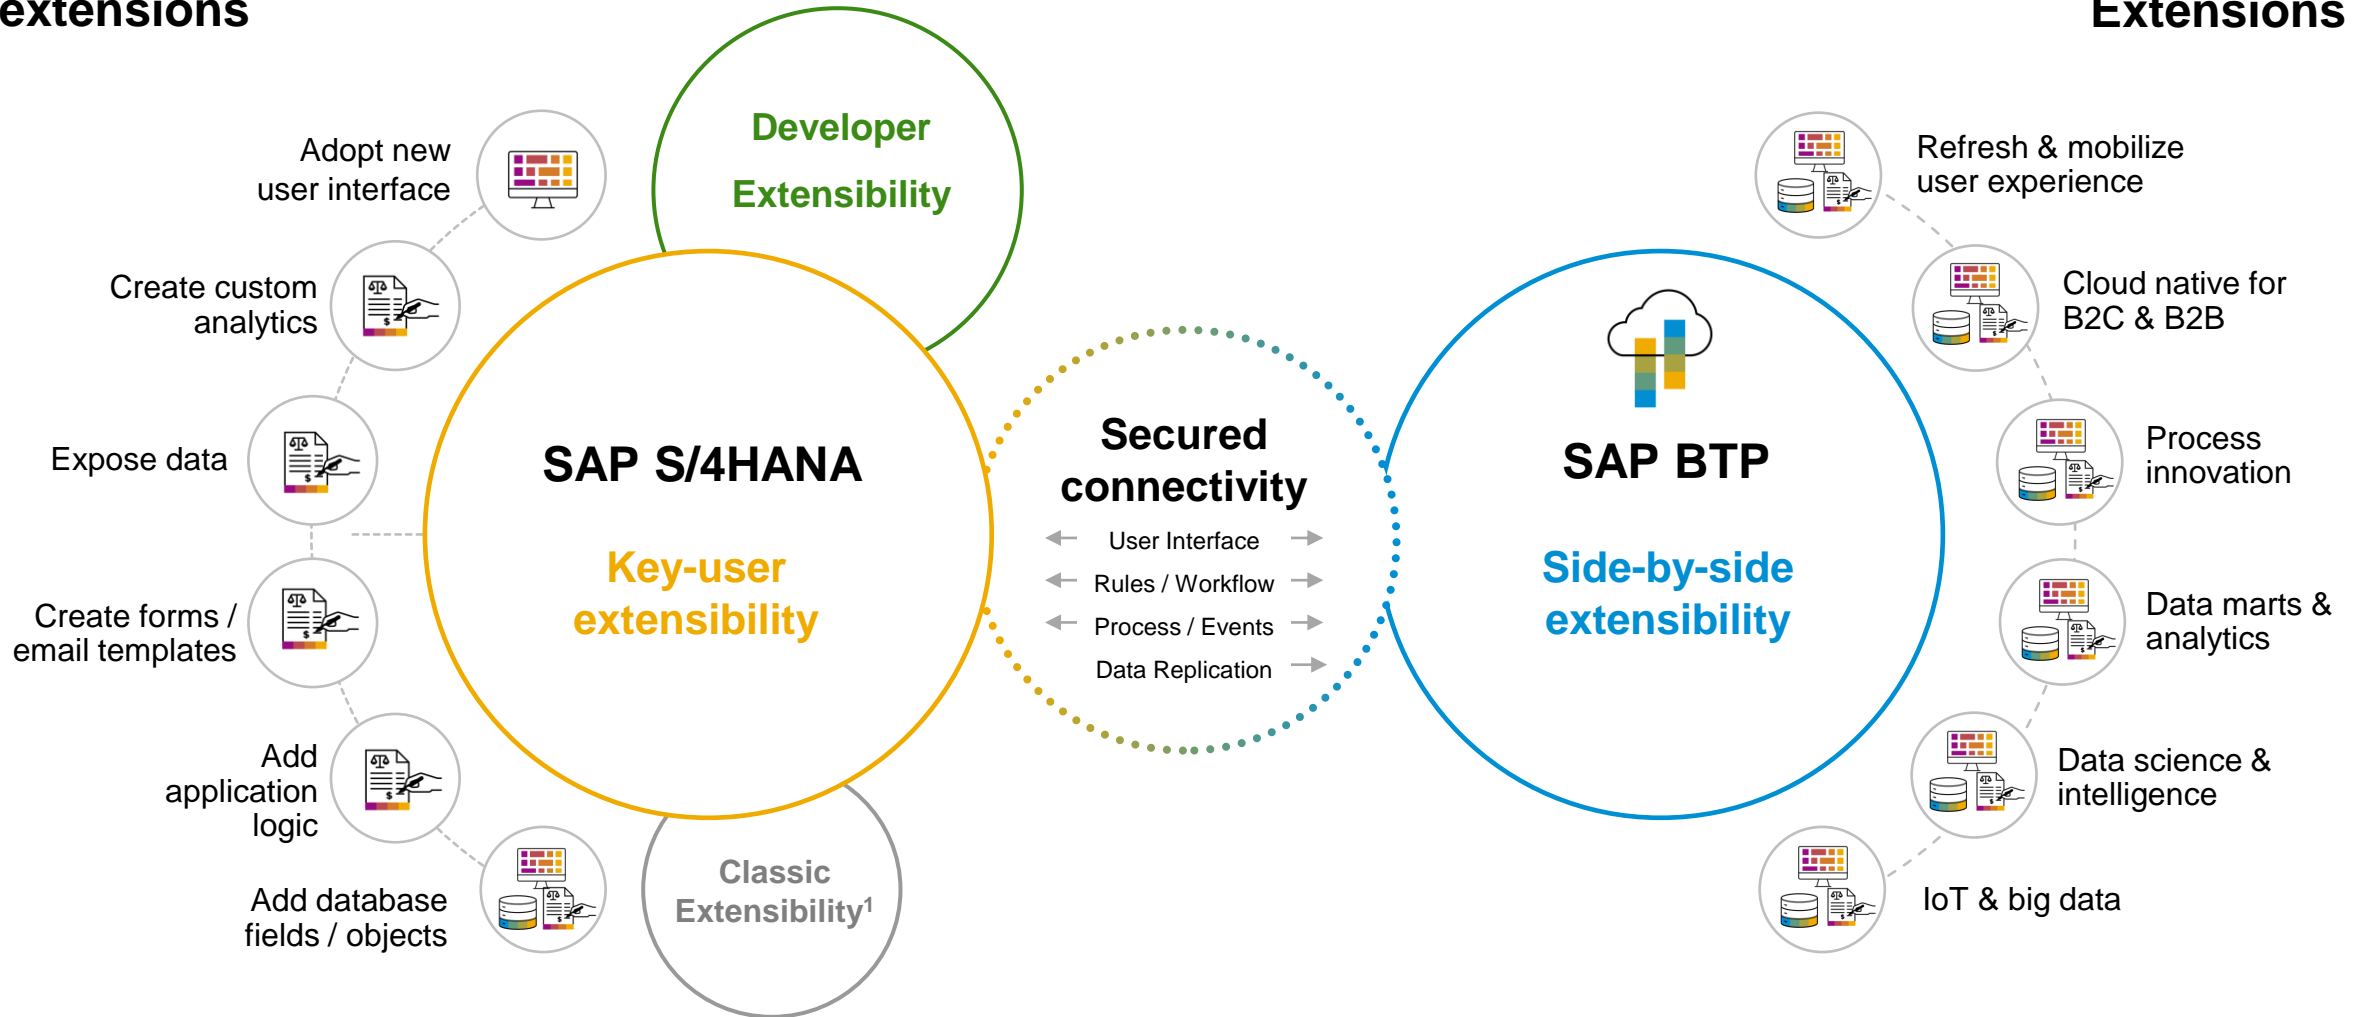 extensions
Extensions
Developer
Extensibility
Adopt new
user interface
Create custom
analytics
Expose data
Create forms /
email templates
Add
application
logic
Add database
fields / objects
SAP S/4HANA
Key-user
extensibility
Classic
Extensibility¹
Secured
connectivity
User Interface
Rules / Workflow
Process / Events
Data Replication
SAP BTP
Side-by-side
extensibility
Refresh & mobilize
user experience
Cloud native for
B2C & B2B
Process
innovation
Data marts &
analytics
Data science &
intelligence
IoT & big data